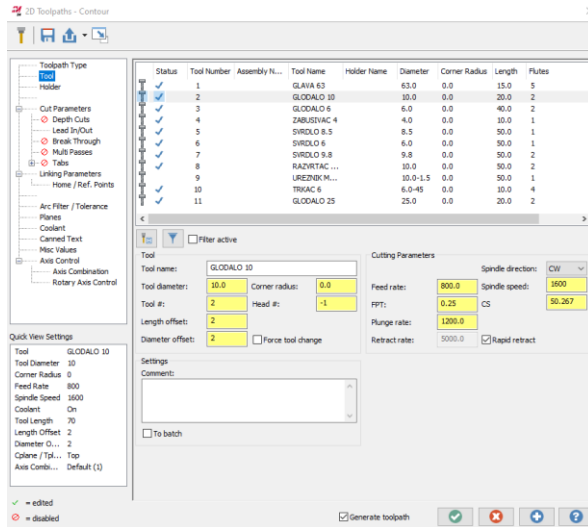 2D Toolpaths - Contour
Toolpath Type
Tool
Holder
Cut Parameters
Depth Cuts
Lead In/Out
Break Through
Multi Passes
Tabs
Linking Parameters
Home / Ref. Points
Arc Filter / Tolerance
Planes
Coolant
Canned Text
Misc Values
Axis Control
Axis Combination
Rotary Axis Control
Quick View Settings
Tool GLODALO 10
Tool Diameter 10
Corner Radius 0
Feed Rate 800
Spindle Speed 1600
Coolant On
Tool Length 70
Length Offset 2
Diameter O... 2
Cplane / Tpl... Top
Axis Combi... Default (1)
= edited
= disabled
Status Tool Number Assembly N... Tool Name Holder Name Diameter Corner Radius Length Flutes
1 GLAVA 63 63.0 0.0 15.0 5
2 GLODALO 10 10.0 0.0 20.0 2
3 GLODALO 6 6.0 0.0 40.0 2
4 ZABUSIVAC 4 4.0 0.0 10.0 1
5 SVRDLO 8.5 8.5 0.0 50.0 1
6 SVRDLO 6 6.0 0.0 50.0 1
7 SVRDLO 9.8 9.8 0.0 50.0 2
8 RAZVRTAC ... 10.0 0.0 50.0 2
9 UREZNIK M... 10.0-1.5 0.0 50.0 1
10 TRKAC 6 6.0-45 0.0 10.0 4
11 GLODALO 25 25.0 0.0 20.0 2
Filter active
Tool
Tool name: GLODALO 10
Tool diameter: 10.0 Corner radius: 0.0
Tool #: 2 Head #: -1
Length offset: 2
Diameter offset: 2 Force tool change
Cutting Parameters
Spindle direction: CW
Feed rate: 800.0 Spindle speed: 1600
FPT: 0.25 CS 50.267
Plunge rate: 1200.0
Retract rate: 5000.0 Rapid retract
Settings
Comment:
To batch
Generate toolpath